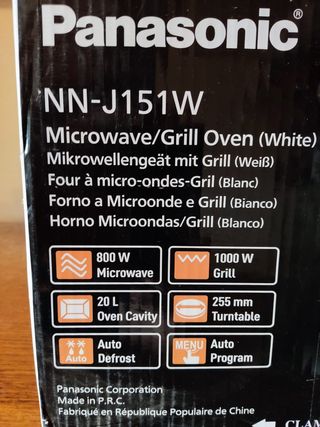 Panasonic®
NN-J151W
Microwave/Grill Oven (White)
Mikrowellengeät mit Grill (Weiß)
Four à micro-ondes-Gril (Blanc)
Forno a Microonde e Grill (Bianco)
Horno Microondas/Grill (Blanco)
800 W
Microwave
1000 W
Grill
20 L
Oven Cavity
255 mm
Turntable
Auto
Auto
Defrost
MENU
Auto
Program
Panasonic Corporation
Made in P.R.C.
Fabriqué en République Populaire de Chine